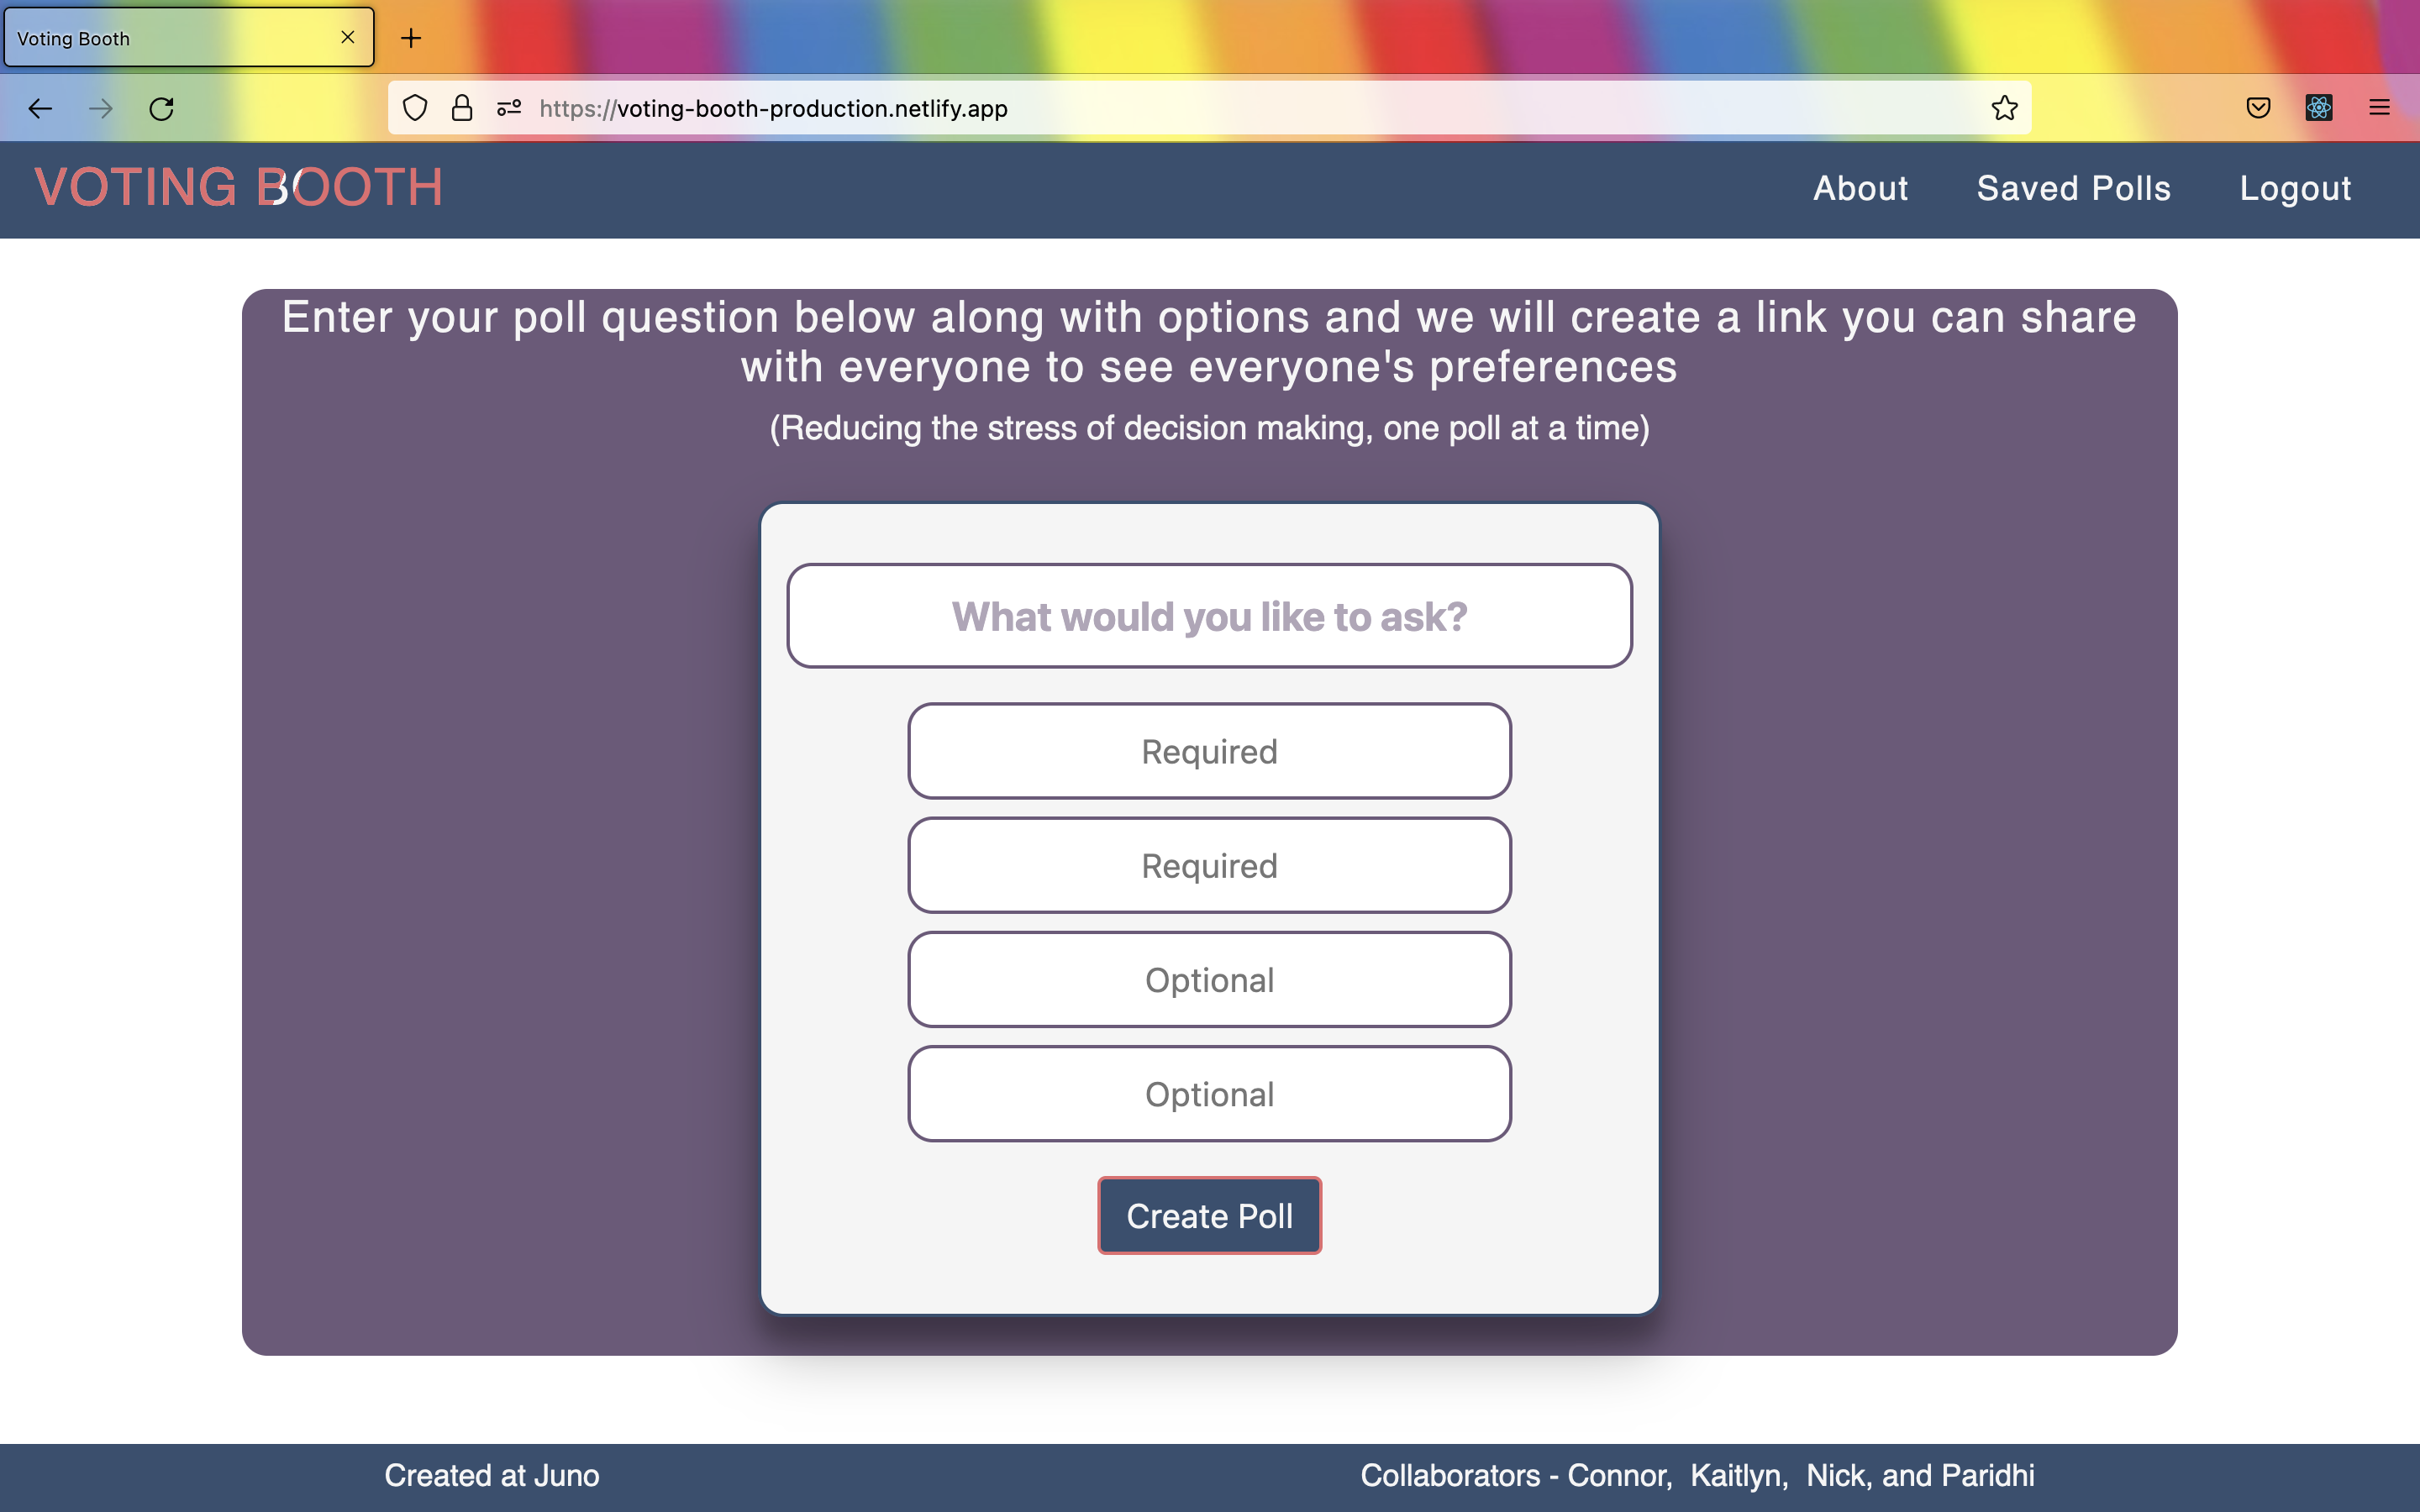 Voting Booth
https://voting-booth-production.netlify.app
VOTING BOOTH
About
Saved Polls
Logout
Enter your poll question below along with options and we will create a link you can share
with everyone to see everyone's preferences
(Reducing the stress of decision making, one poll at a time)
What would you like to ask?
Required
Required
Optional
Optional
Create Poll
Created at Juno
Collaborators - Connor, Kaitlyn, Nick, and Paridhi